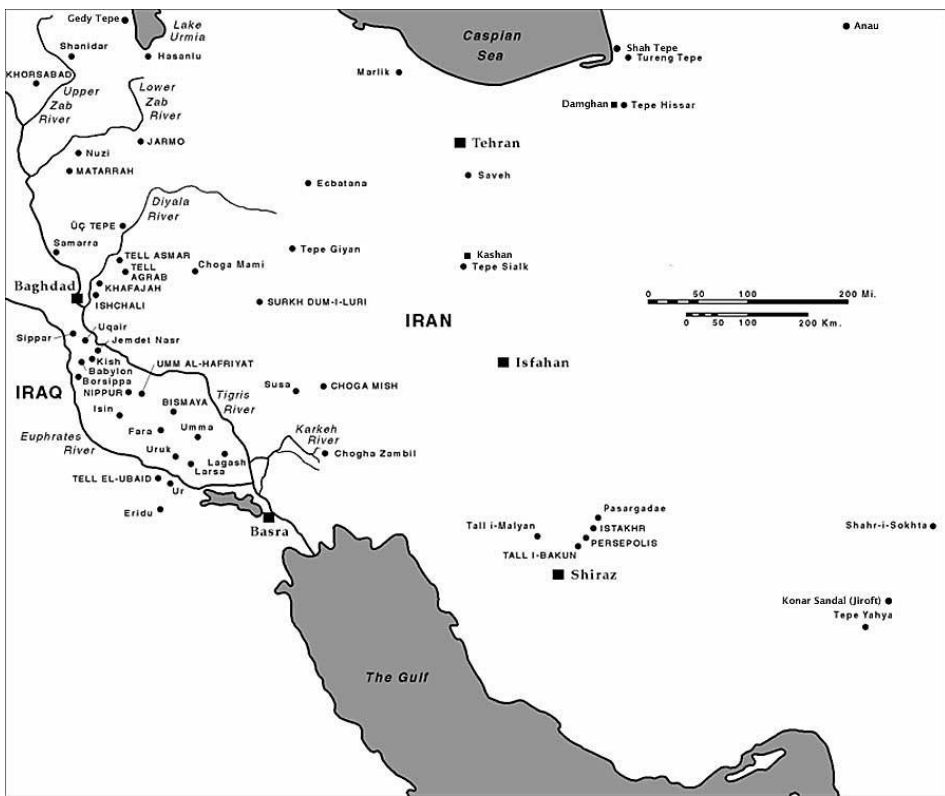 Gedy Tepe
Lake
Urmia
Shanidar
Hasanlu
KHORSABAD
Upper
Zab
River
Lower
Zab
River
Caspian
Sea
Marlik
Shah Tepe
Tureng Tepe
Anau
Damghan
Tepe Hissar
JARMO
Nuzi
MATARRAH
Tehran
Saveh
Ecbatana
Diyala
River
ÜÇ TEPE
Samarra
TELL ASMAR
TELL
AGRAB
Choga Mami
Tepe Giyan
Kashan
Tepe Sialk
KHAFAJAH
Baghdad
ISHCHALI
SURKH DUM-I-LURI
IRAN
0 50 100 200 Mi.
0 50 100 200 Km.
Sippar
Uqair
Jemdet Nasr
Kish
Babylon
Borsippa
UMM AL-HAFRIYAT
Isfahan
IRAQ
NIPPUR
Tigris
River
Susa
CHOGA MISH
Isin
BISMAYA
Fara
Umma
Euphrates
River
Karkeh
River
Uruk
Lagash
Larsa
Chogha Zambil
TELL EL-UBAID
Ur
Eridu
Basra
Pasargadae
Tall i-Malyan
ISTAKHR
PERSEPOLIS
TALL I-BAKUN
Shiraz
Shahr-i-Sokhta
Konar Sandal (Jiroft)
Tepe Yahya
The Gulf